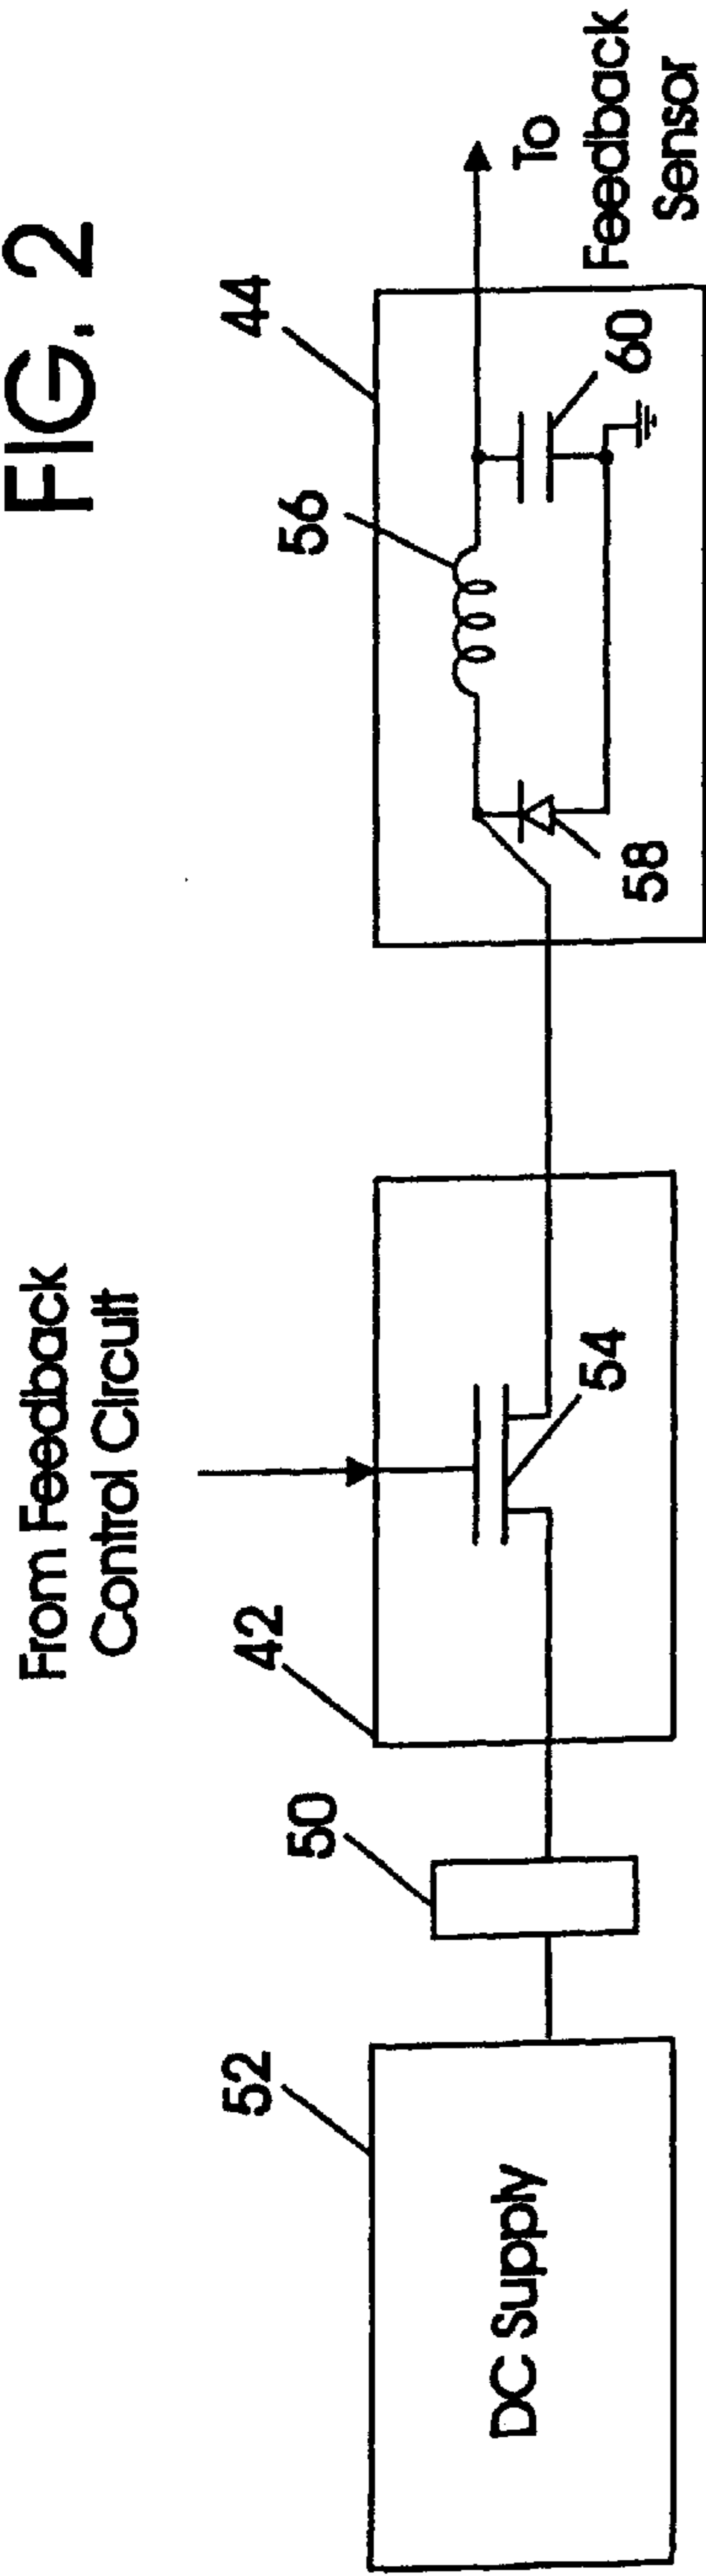 FIG. 2
From Feedback
Control Circuit
52
50
42
54
44
56
58
60
DC Supply
To
Feedback
Sensor